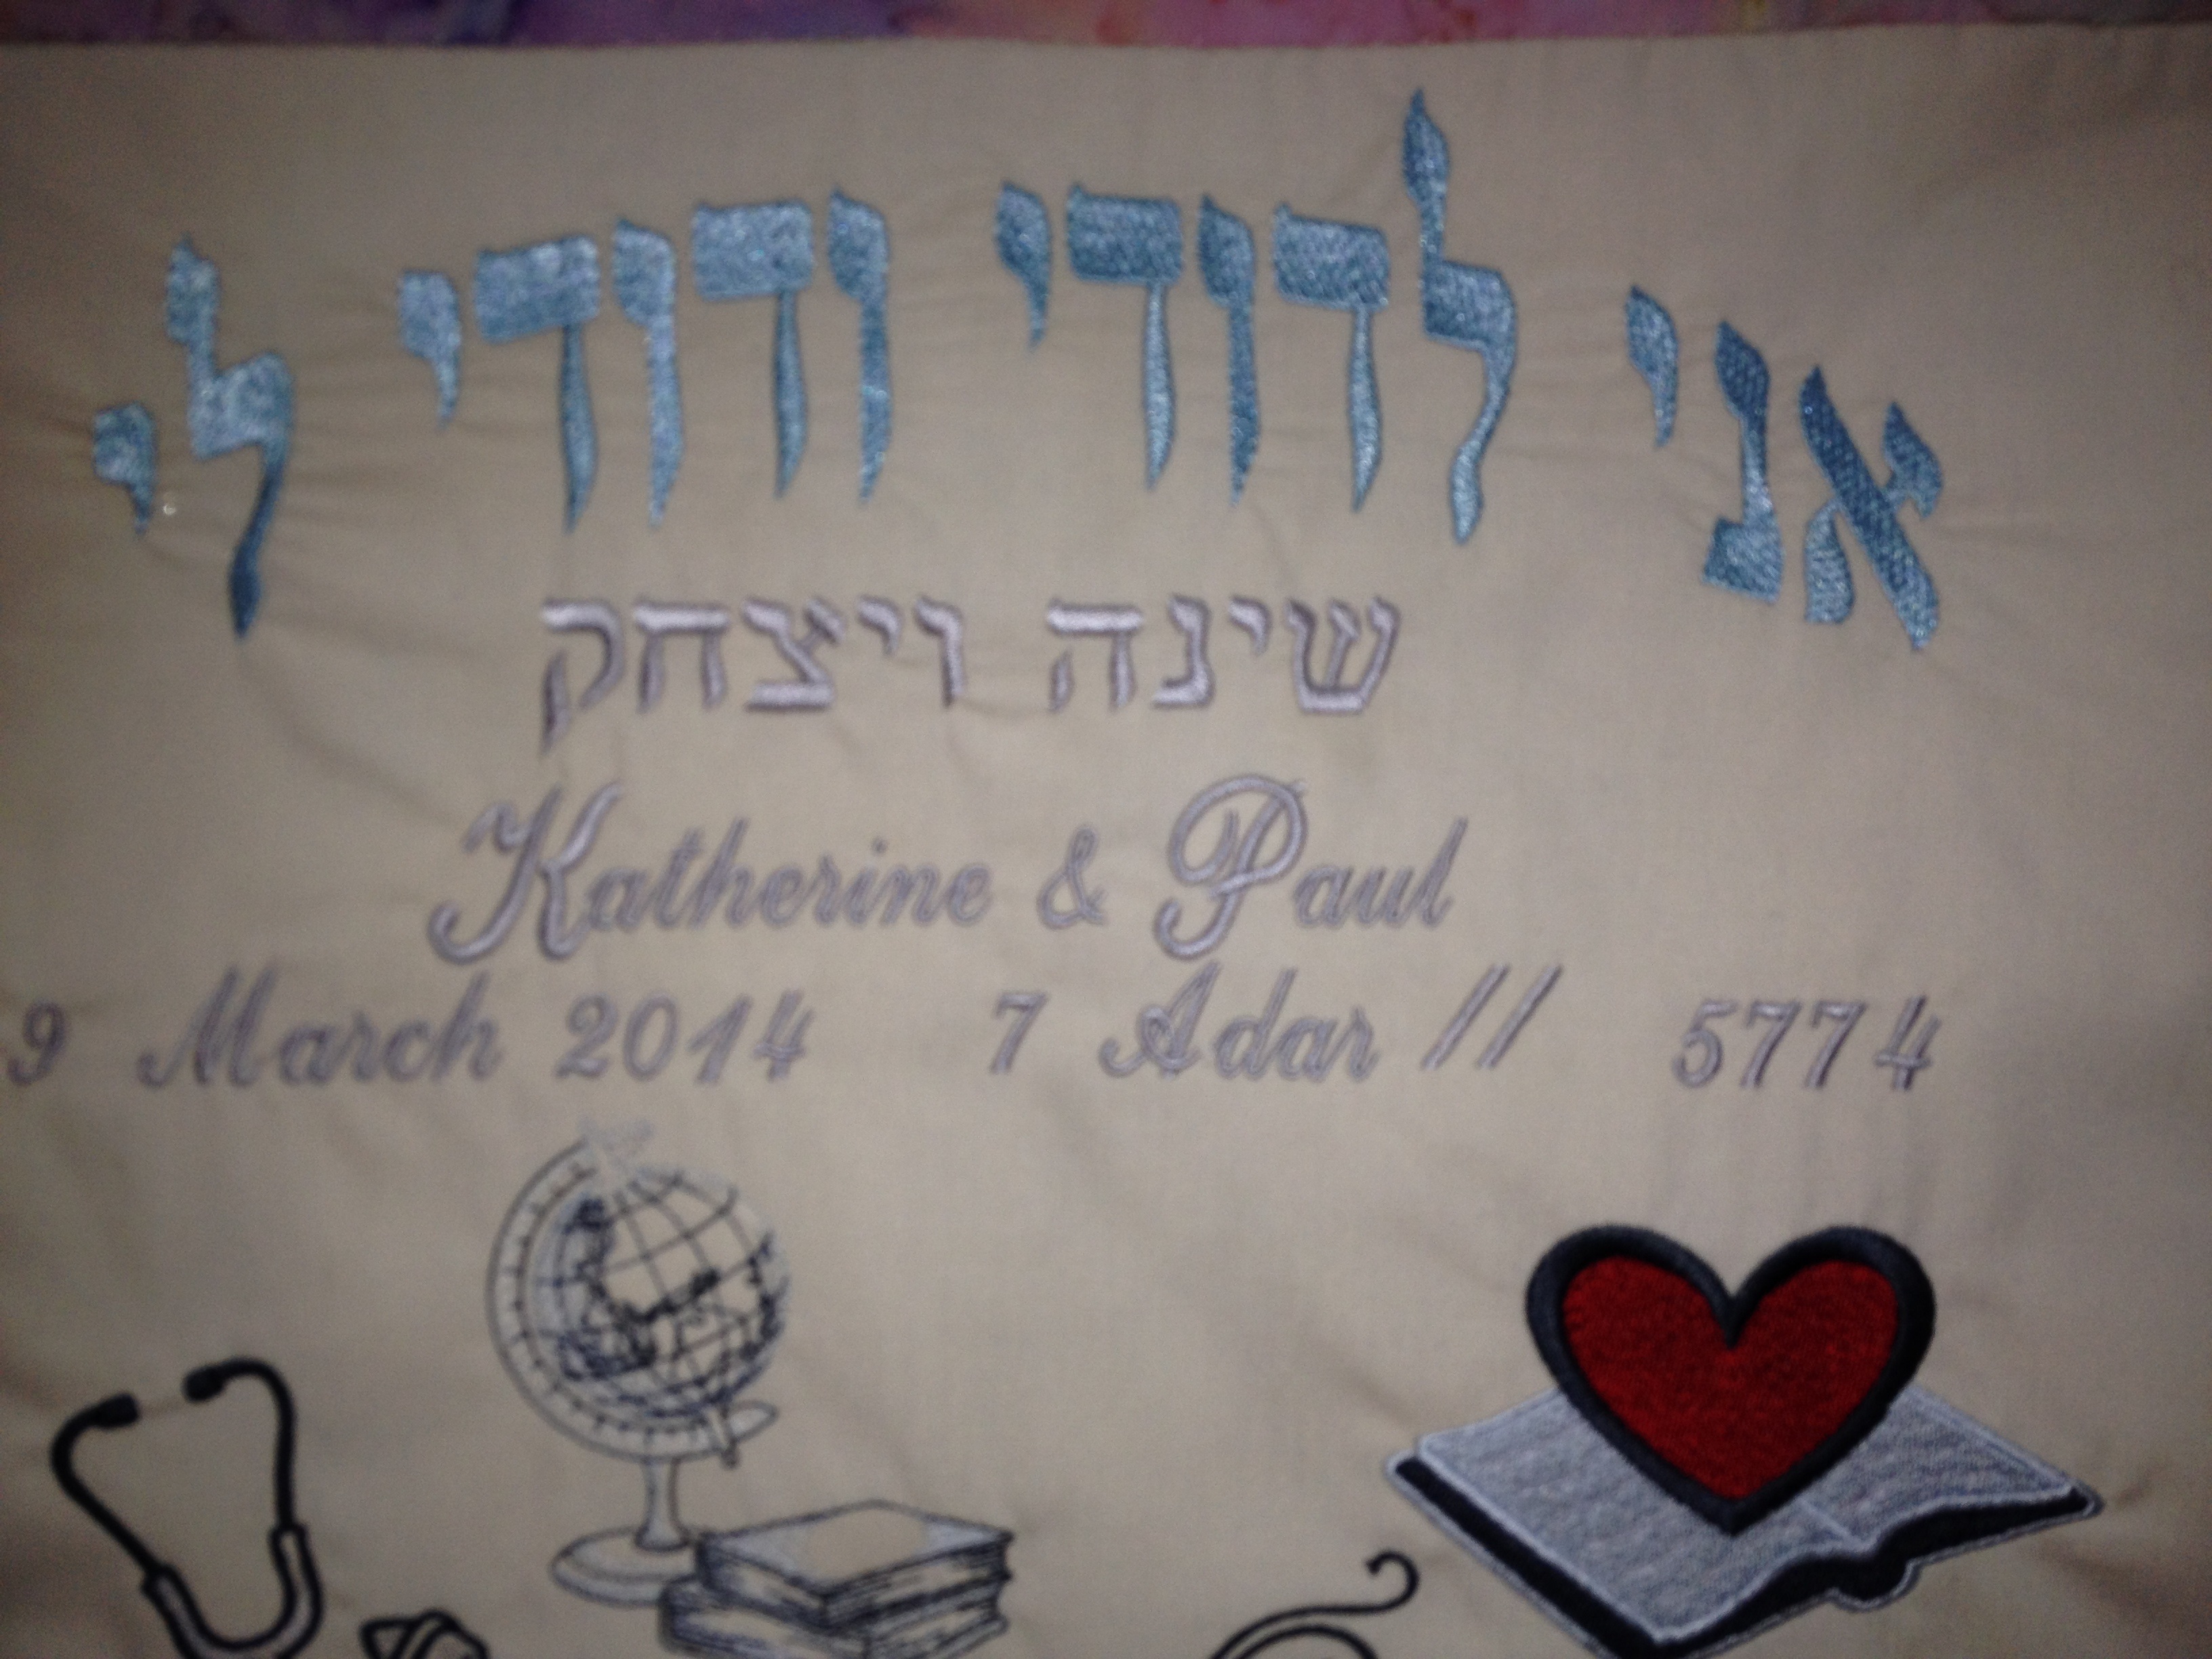 אני לדודי ודודי לי
שינה ויצחק
Katherine & Paul
9 March 2014 7 Adar // 5774